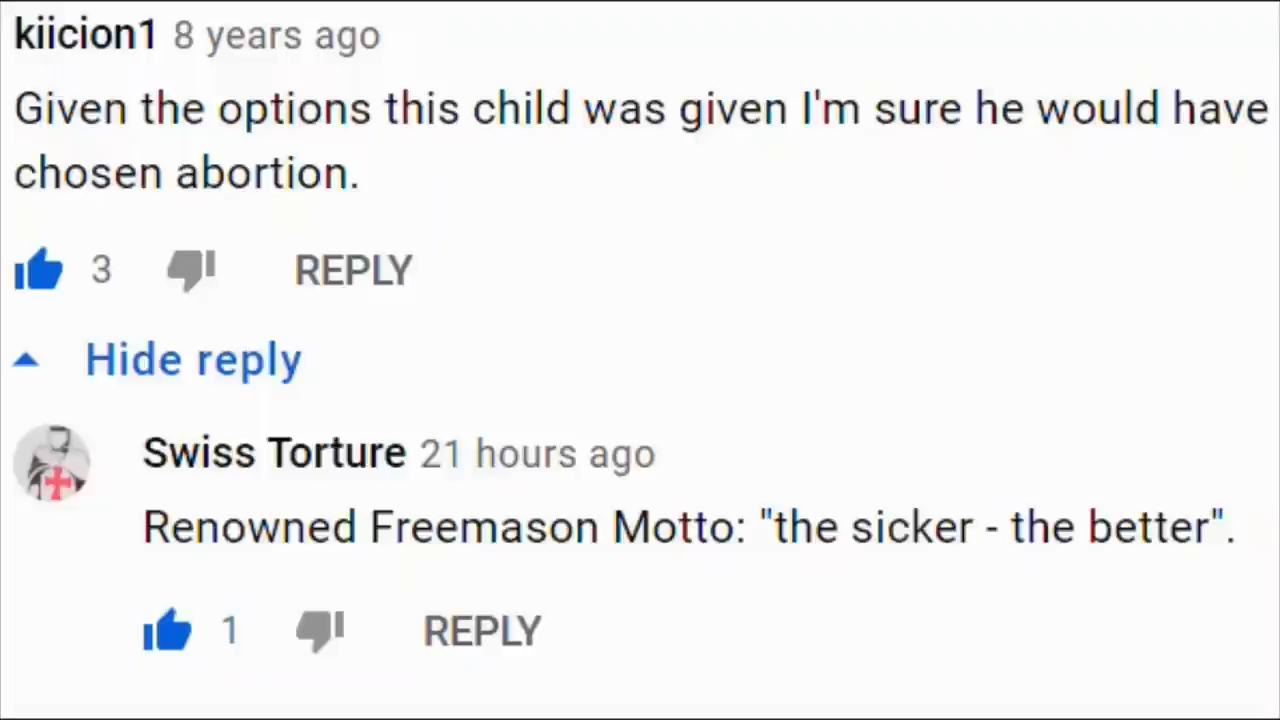 kiicion1 8 years ago
Given the options this child was given I'm sure he would have
chosen abortion.
3 REPLY
Hide reply
Swiss Torture 21 hours ago
Renowned Freemason Motto: "the sicker - the better".
1 REPLY